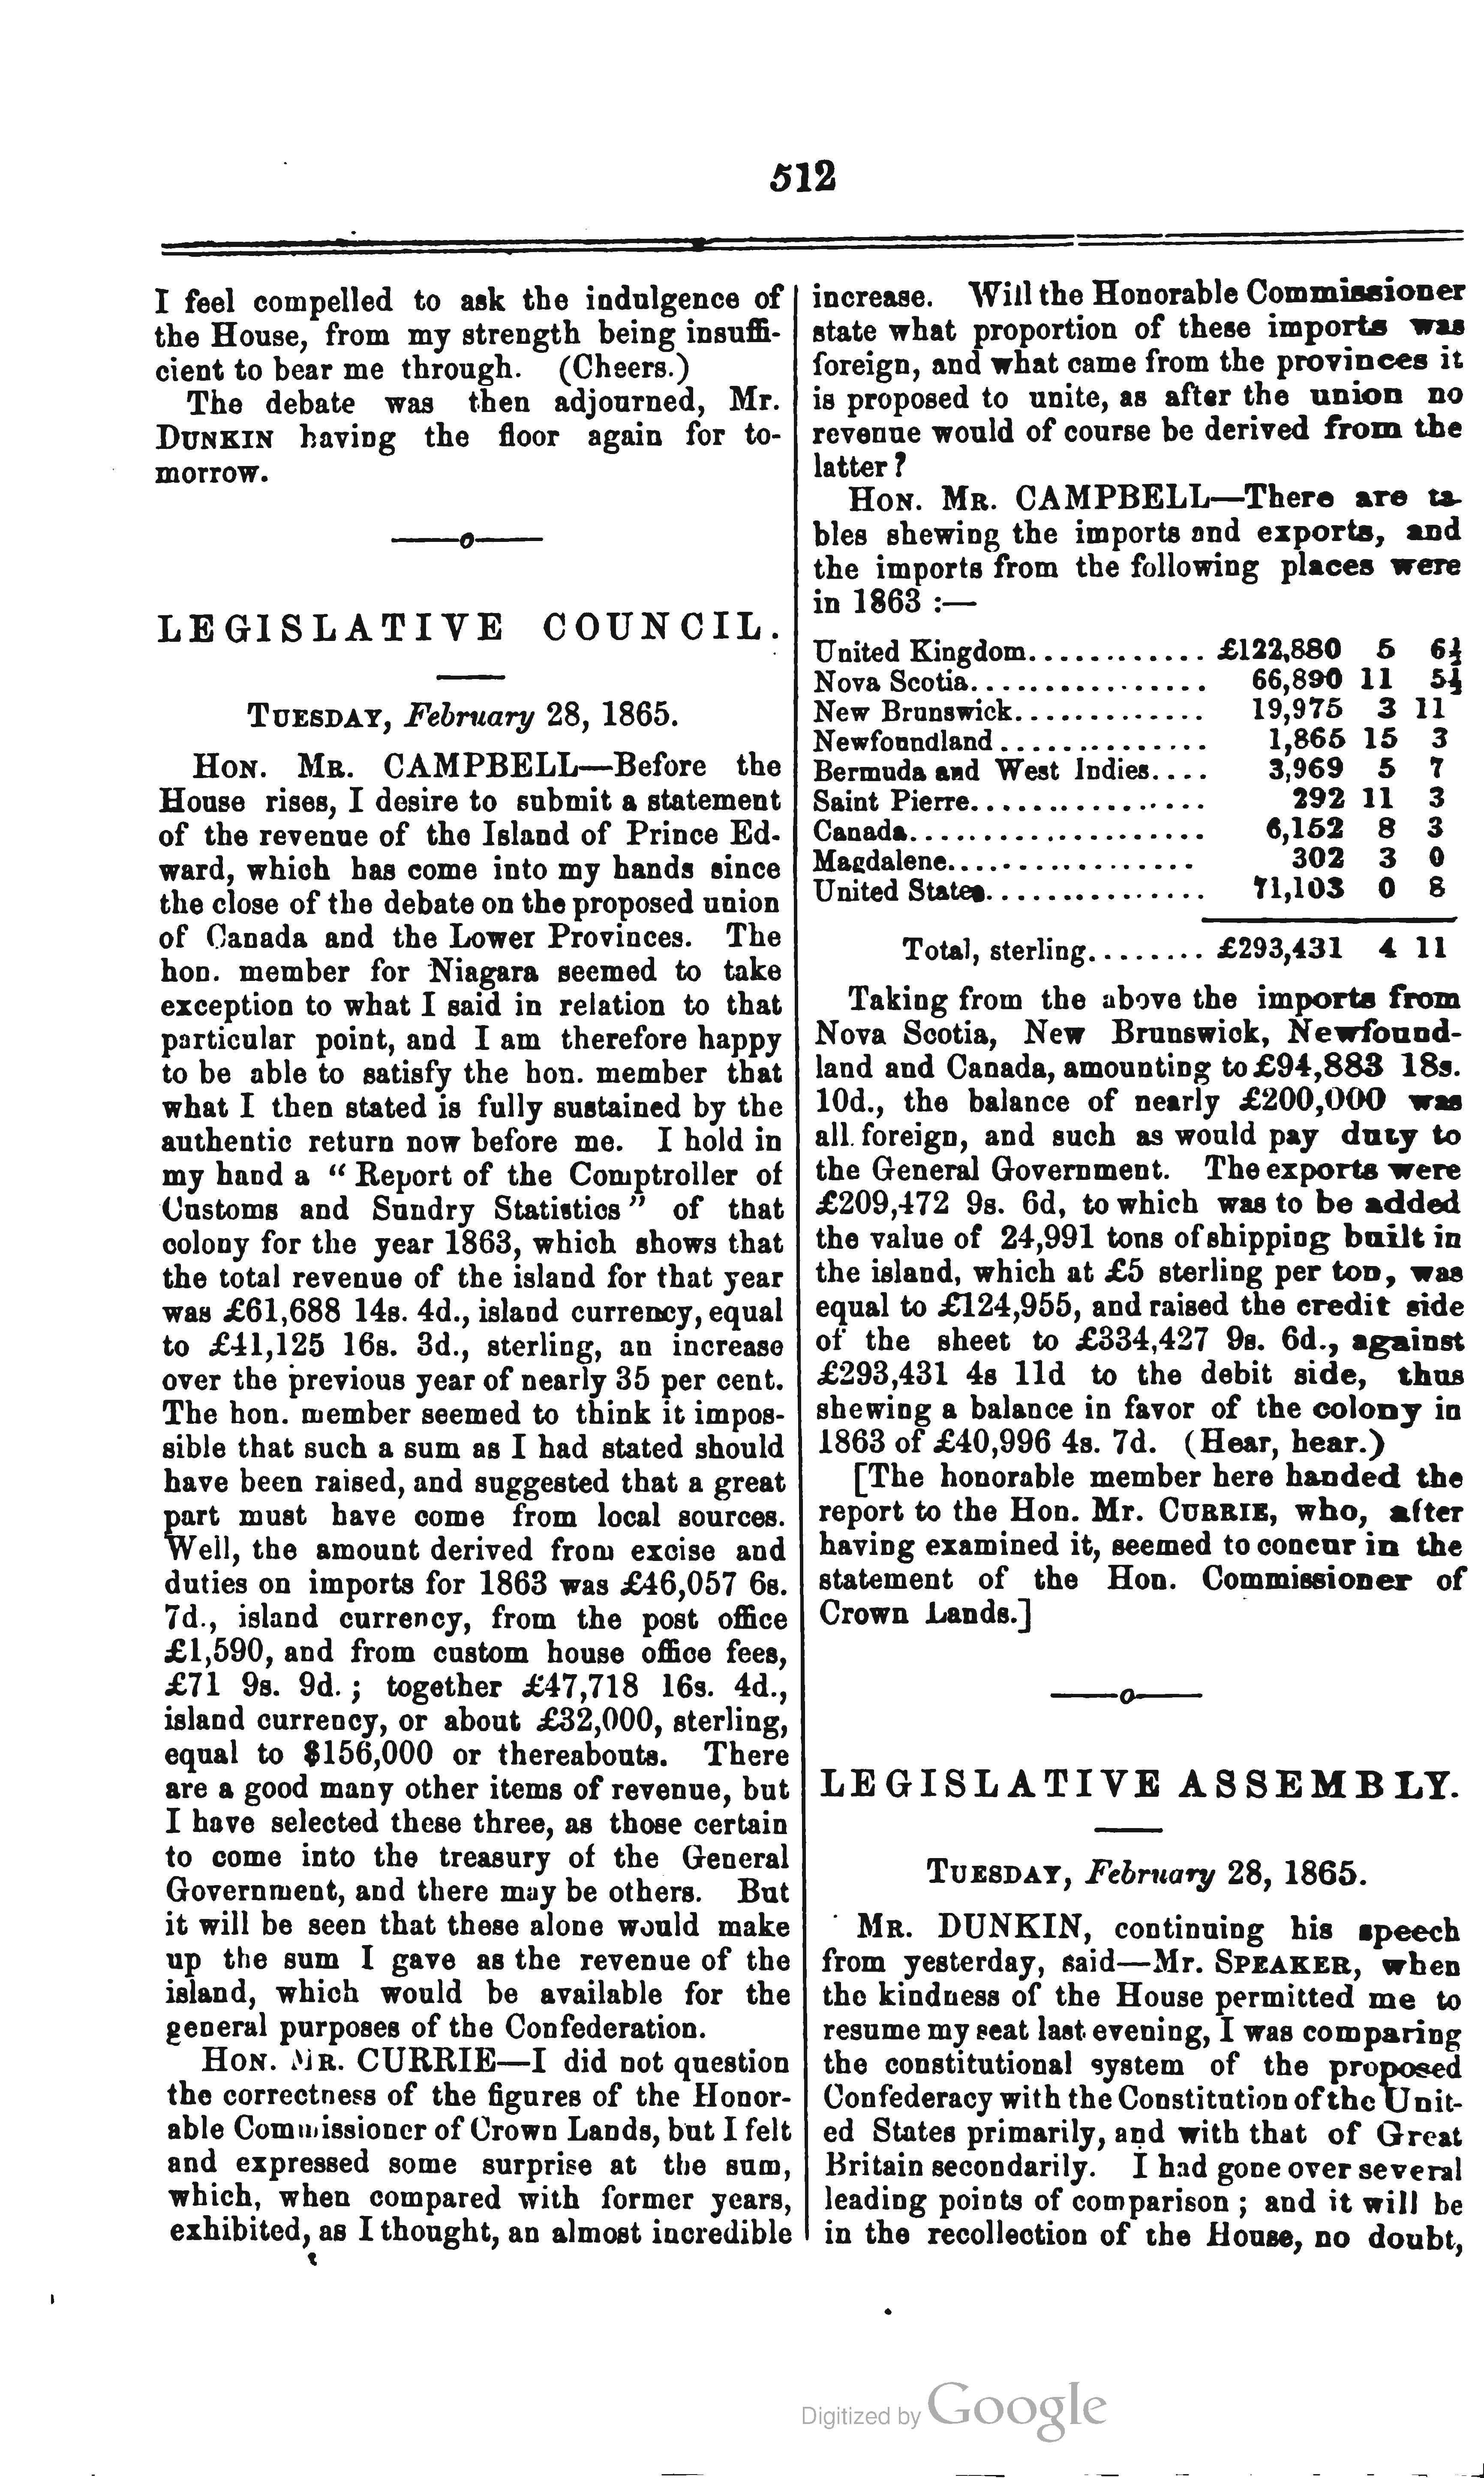 512
I feel compelled to ask the indulgence of
the House, from my strength being insuffi-
cient to bear me through. (Cheers.)
The debate was then adjourned, Mr.
DUNKIN having the floor again for to-
morrow.
———o———
LEGISLATIVE COUNCIL.
TUESDAY, February 28, 1865.
HON. MR. CAMPBELL—Before the
House rises, I desire to submit a statement
of the revenue of the Island of Prince Ed-
ward, which has come into my hands since
the close of the debate on the proposed union
of Canada and the Lower Provinces. The
hon. member for Niagara seemed to take
exception to what I said in relation to that
particular point, and I am therefore happy
to be able to satisfy the hon. member that
what I then stated is fully sustained by the
authentic return now before me. I hold in
my hand a " Report of the Comptroller of
Customs and Sundry Statistics" of that
colony for the year 1863, which shows that
the total revenue of the island for that year
was £61,688 14s. 4d., island currency, equal
to £41,125 16s. 3d., sterling, an increase
over the previous year of nearly 35 per cent.
The hon. member seemed to think it impos-
sible that such a sum as I had stated should
have been raised, and suggested that a great
part must have come from local sources.
Well, the amount derived from excise and
duties on imports for 1863 was £46,057 6s.
7d., island currency, from the post office
£1,590, and from custom house office fees,
£71 9s. 9d. ; together £47,718 16s. 4d.,
island currency, or about £32,000, sterling,
equal to $156,000 or thereabouts. There
are a good many other items of revenue, but
I have selected these three, as those certain
to come into the treasury of the General
Government, and there may be others. But
it will be seen that these alone would make
up the sum I gave as the revenue of the
island, which would be available for the
general purposes of the Confederation.
HON. MR. CURRIE—I did not question
the correctness of the figures of the Honor-
able Commissioner of Crown Lands, but I felt
and expressed some surprise at the sum,
which, when compared with former years,
exhibited, as I thought, an almost incredible
increase. Will the Honorable Commissioner
state what proportion of these imports was
foreign, and what came from the provinces it
is proposed to unite, as after the union no
revenue would of course be derived from the
latter ?
HON. MR. CAMPBELL—There are ta-
bles shewing the imports and exports, and
the imports from the following places were
in 1863 :—
United Kingdom............ £122,880 5 6½
Nova Scotia................ 66,890 11 5½
New Brunswick............. 19,975 3 11
Newfoundland .............. 1,865 15 3
Bermuda and West Indies.... 3,969 5 7
Saint Pierre................ 292 11 3
Canada.................... 6,152 8 3
Magdalene................. 302 3 0
United States............... 71,103 0 8
Total, sterling........ £293,431 4 11
Taking from the above the imports from
Nova Scotia, New Brunswick, Newfound-
land and Canada, amounting to £94,883 18s.
10d., the balance of nearly £200,000 was
all foreign, and such as would pay duty to
the General Government. The exports were
£209,472 9s. 6d, to which was to be added
the value of 24,991 tons of shipping built in
the island, which at £5 sterling per ton, was
equal to £124,955, and raised the credit side
of the sheet to £334,427 9s. 6d., against
£293,431 4s 11d to the debit side, thus
shewing a balance in favor of the colony in
1863 of £40,996 4s. 7d. (Hear, hear.)
[The honorable member here handed the
report to the Hon. Mr. CURRIE, who, after
having examined it, seemed to concur in the
statement of the Hon. Commissioner of
Crown Lands.]
———o———
LEGISLATIVE ASSEMBLY.
TUESDAY, February 28, 1865.
MR. DUNKIN, continuing his speech
from yesterday, said—Mr. SPEAKER, when
the kindness of the House permitted me to
resume my seat last evening, I was comparing
the constitutional system of the proposed
Confederacy with the Constitution of the Unit-
ed States primarily, and with that of Great
Britain secondarily. I had gone over several
leading points of comparison ; and it will be
in the recollection of the House, no doubt,
Digitized by Google